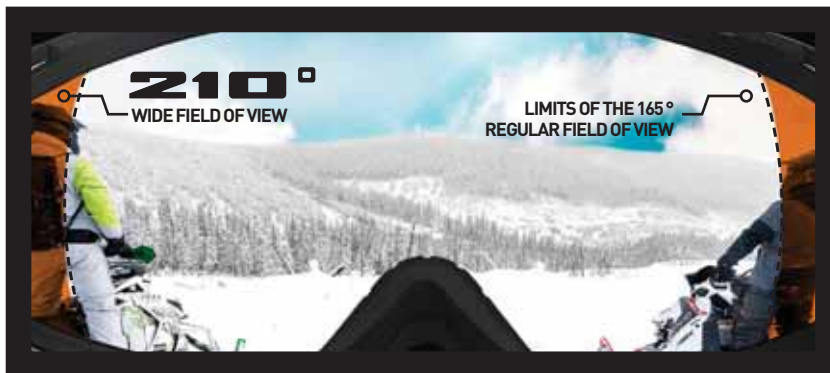 210°
WIDE FIELD OF VIEW
LIMITS OF THE 165°
REGULAR FIELD OF VIEW